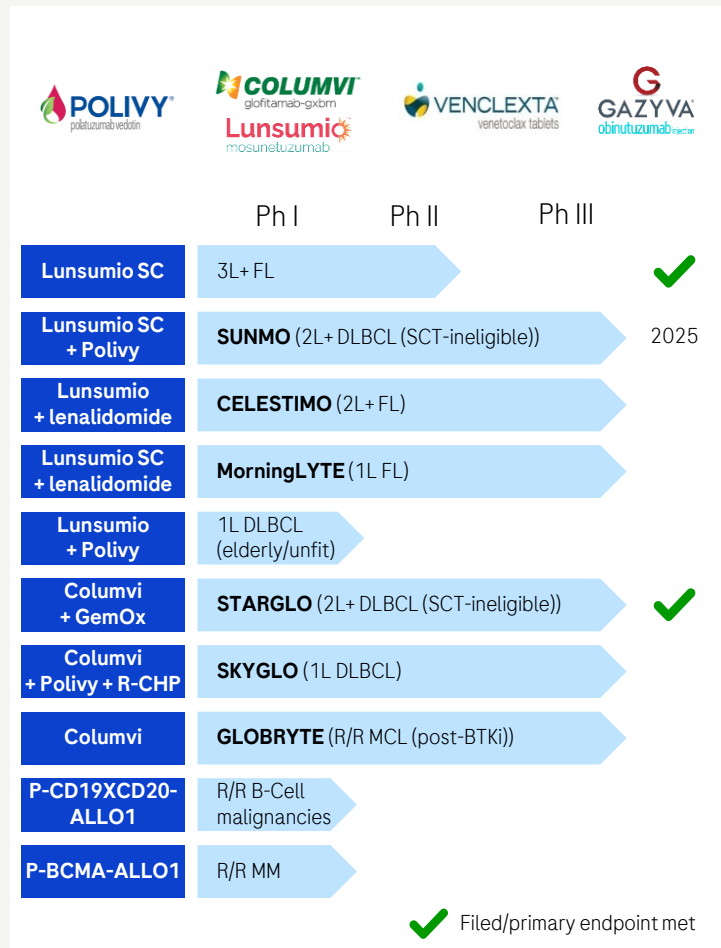 POLIVY®
polatuzumab vedotin
COLUMVI™
glofitamab-gxbm
Lunsumio
mosunetuzumab
VENCLEXTA™
venetoclax tablets
G
GAZYVA®
obinutuzumab injection
Ph I Ph II Ph III
Lunsumio SC 3L+ FL
Lunsumio SC
+ Polivy
SUNMO (2L+ DLBCL (SCT-ineligible)) 2025
Lunsumio
+ lenalidomide
CELESTIMO (2L+ FL)
Lunsumio SC
+ lenalidomide
MorningLYTE (1L FL)
Lunsumio
+ Polivy
1L DLBCL
(elderly/unfit)
Columvi
+ GemOx
STARGLO (2L+ DLBCL (SCT-ineligible))
Columvi
+ Polivy + R-CHP
SKYGLO (1L DLBCL)
Columvi GLOBRYTE (R/R MCL (post-BTKi))
P-CD19XCD20-
ALLO1
R/R B-Cell
malignancies
P-BCMA-ALLO1 R/R MM
Filed/primary endpoint met